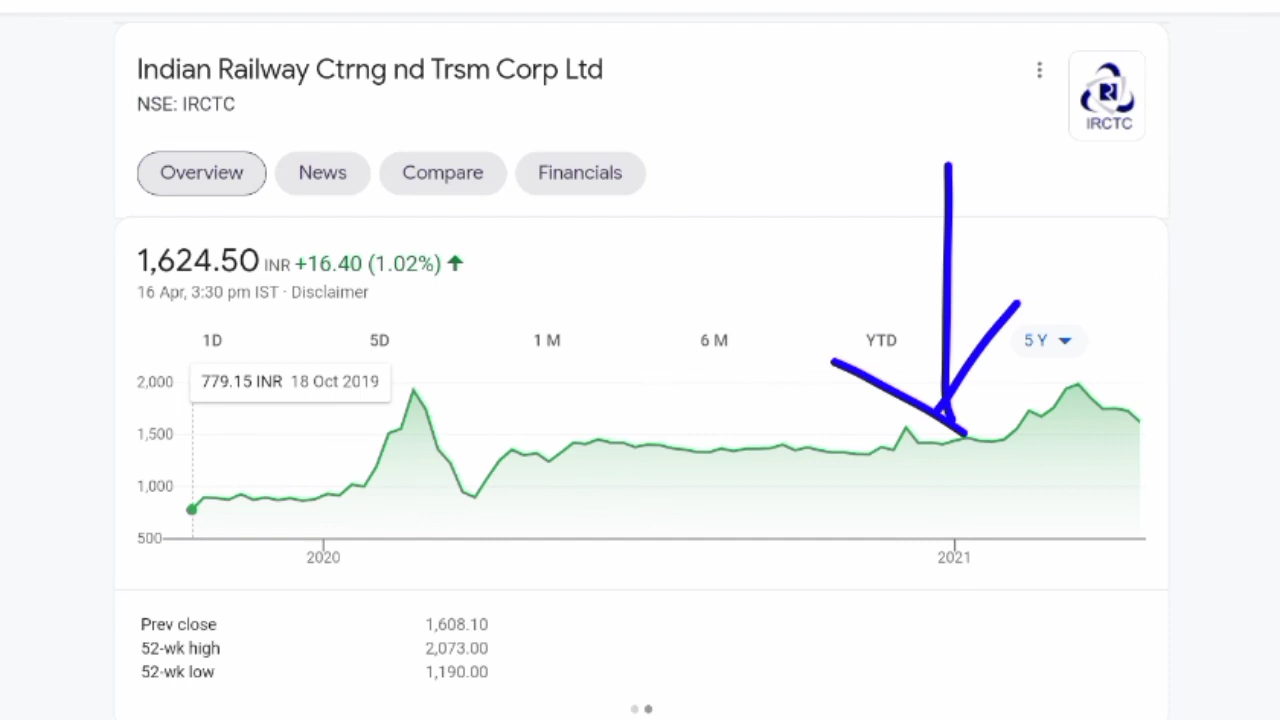 Indian Railway Ctrng nd Trsm Corp Ltd
NSE: IRCTC
IRCTC
Overview News Compare Financials
1,624.50 INR +16.40 (1.02%)
16 Apr, 3:30 pm IST · Disclaimer
1D 5D 1 M 6 M YTD 5 Y
779.15 INR 18 Oct 2019
2,000
1,500
1,000
500
2020 2021
Prev close 1,608.10
52-wk high 2,073.00
52-wk low 1,190.00